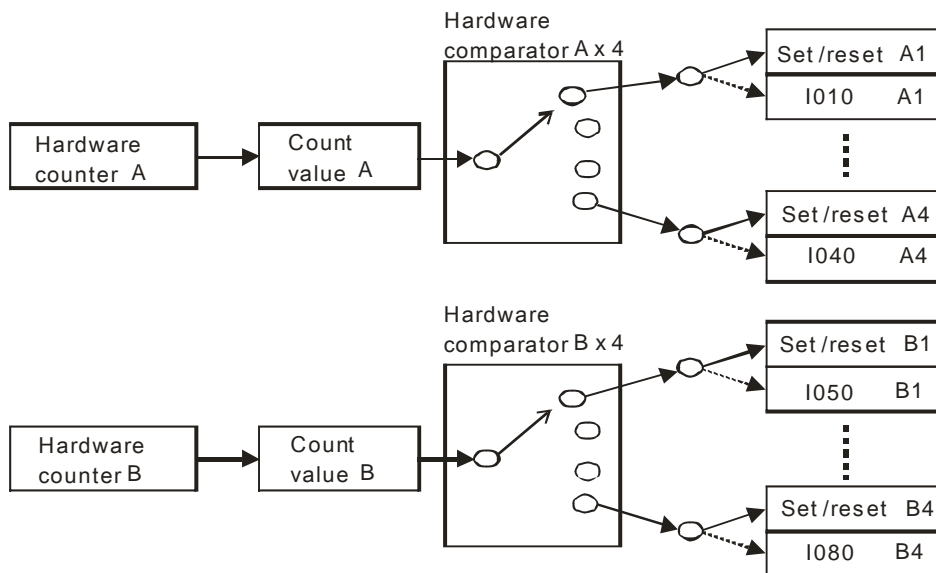 Hardware
comparator A x 4
Set/reset A1
I010 A1
Hardware
counter A
Count
value A
Set/reset A4
I040 A4
Hardware
comparator B x 4
Set/reset B1
I050 B1
Hardware
counter B
Count
value B
Set/reset B4
I080 B4